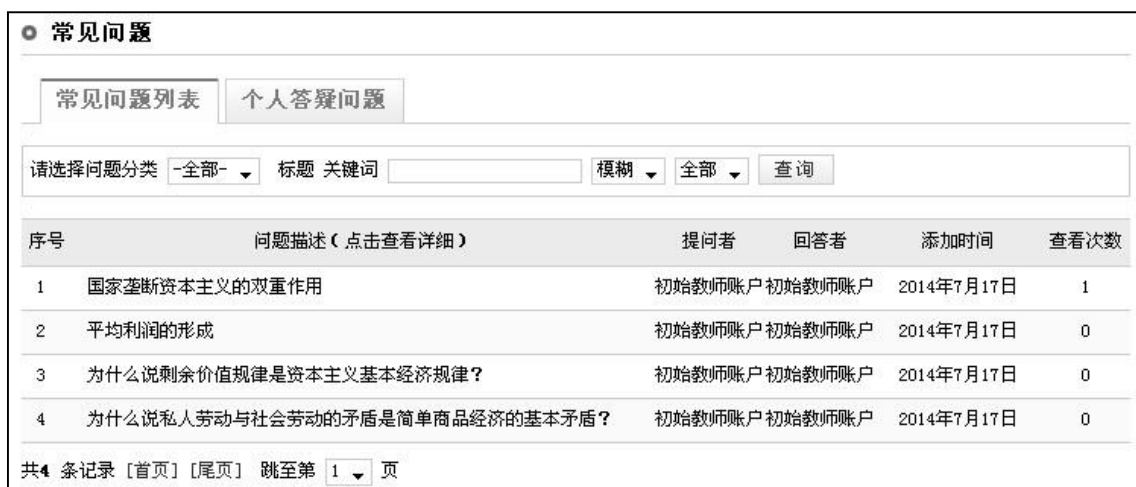 常见问题
常见问题列表 个人答疑问题
请选择问题分类 -全部- 标题 关键词 模糊 全部 查询
序号 问题描述(点击查看详细) 提问者 回答者 添加时间 查看次数
1 国家垄断资本主义的双重作用 初始教师账户 初始教师账户 2014年7月17日 1
2 平均利润的形成 初始教师账户 初始教师账户 2014年7月17日 0
3 为什么说剩余价值规律是资本主义基本经济规律? 初始教师账户 初始教师账户 2014年7月17日 0
4 为什么说私人劳动与社会劳动的矛盾是简单商品经济的基本矛盾? 初始教师账户 初始教师账户 2014年7月17日 0
共4 条记录 [首页] [尾页] 跳至第 1 页